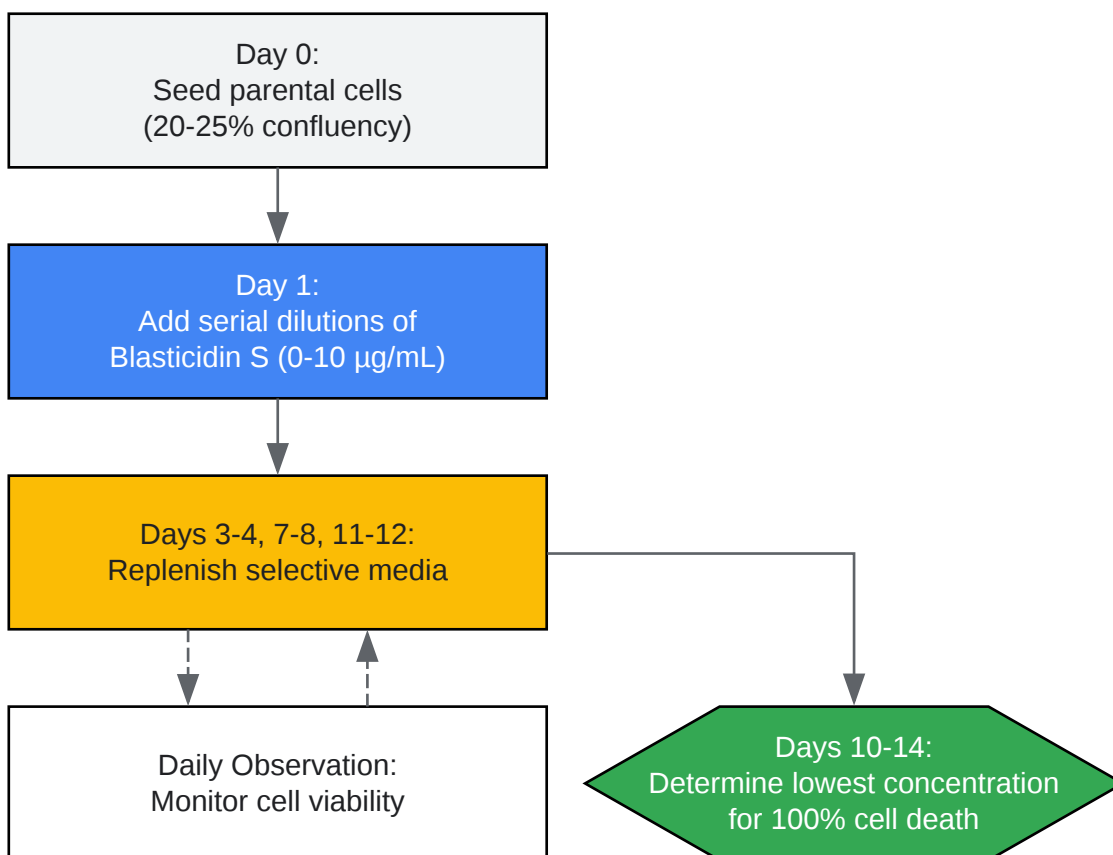 Day 0:
Seed parental cells
(20-25% confluency)
Day 1:
Add serial dilutions of
Blasticidin S (0-10 µg/mL)
Days 3-4, 7-8, 11-12:
Replenish selective media
Daily Observation:
Monitor cell viability
Days 10-14:
Determine lowest concentration
for 100% cell death